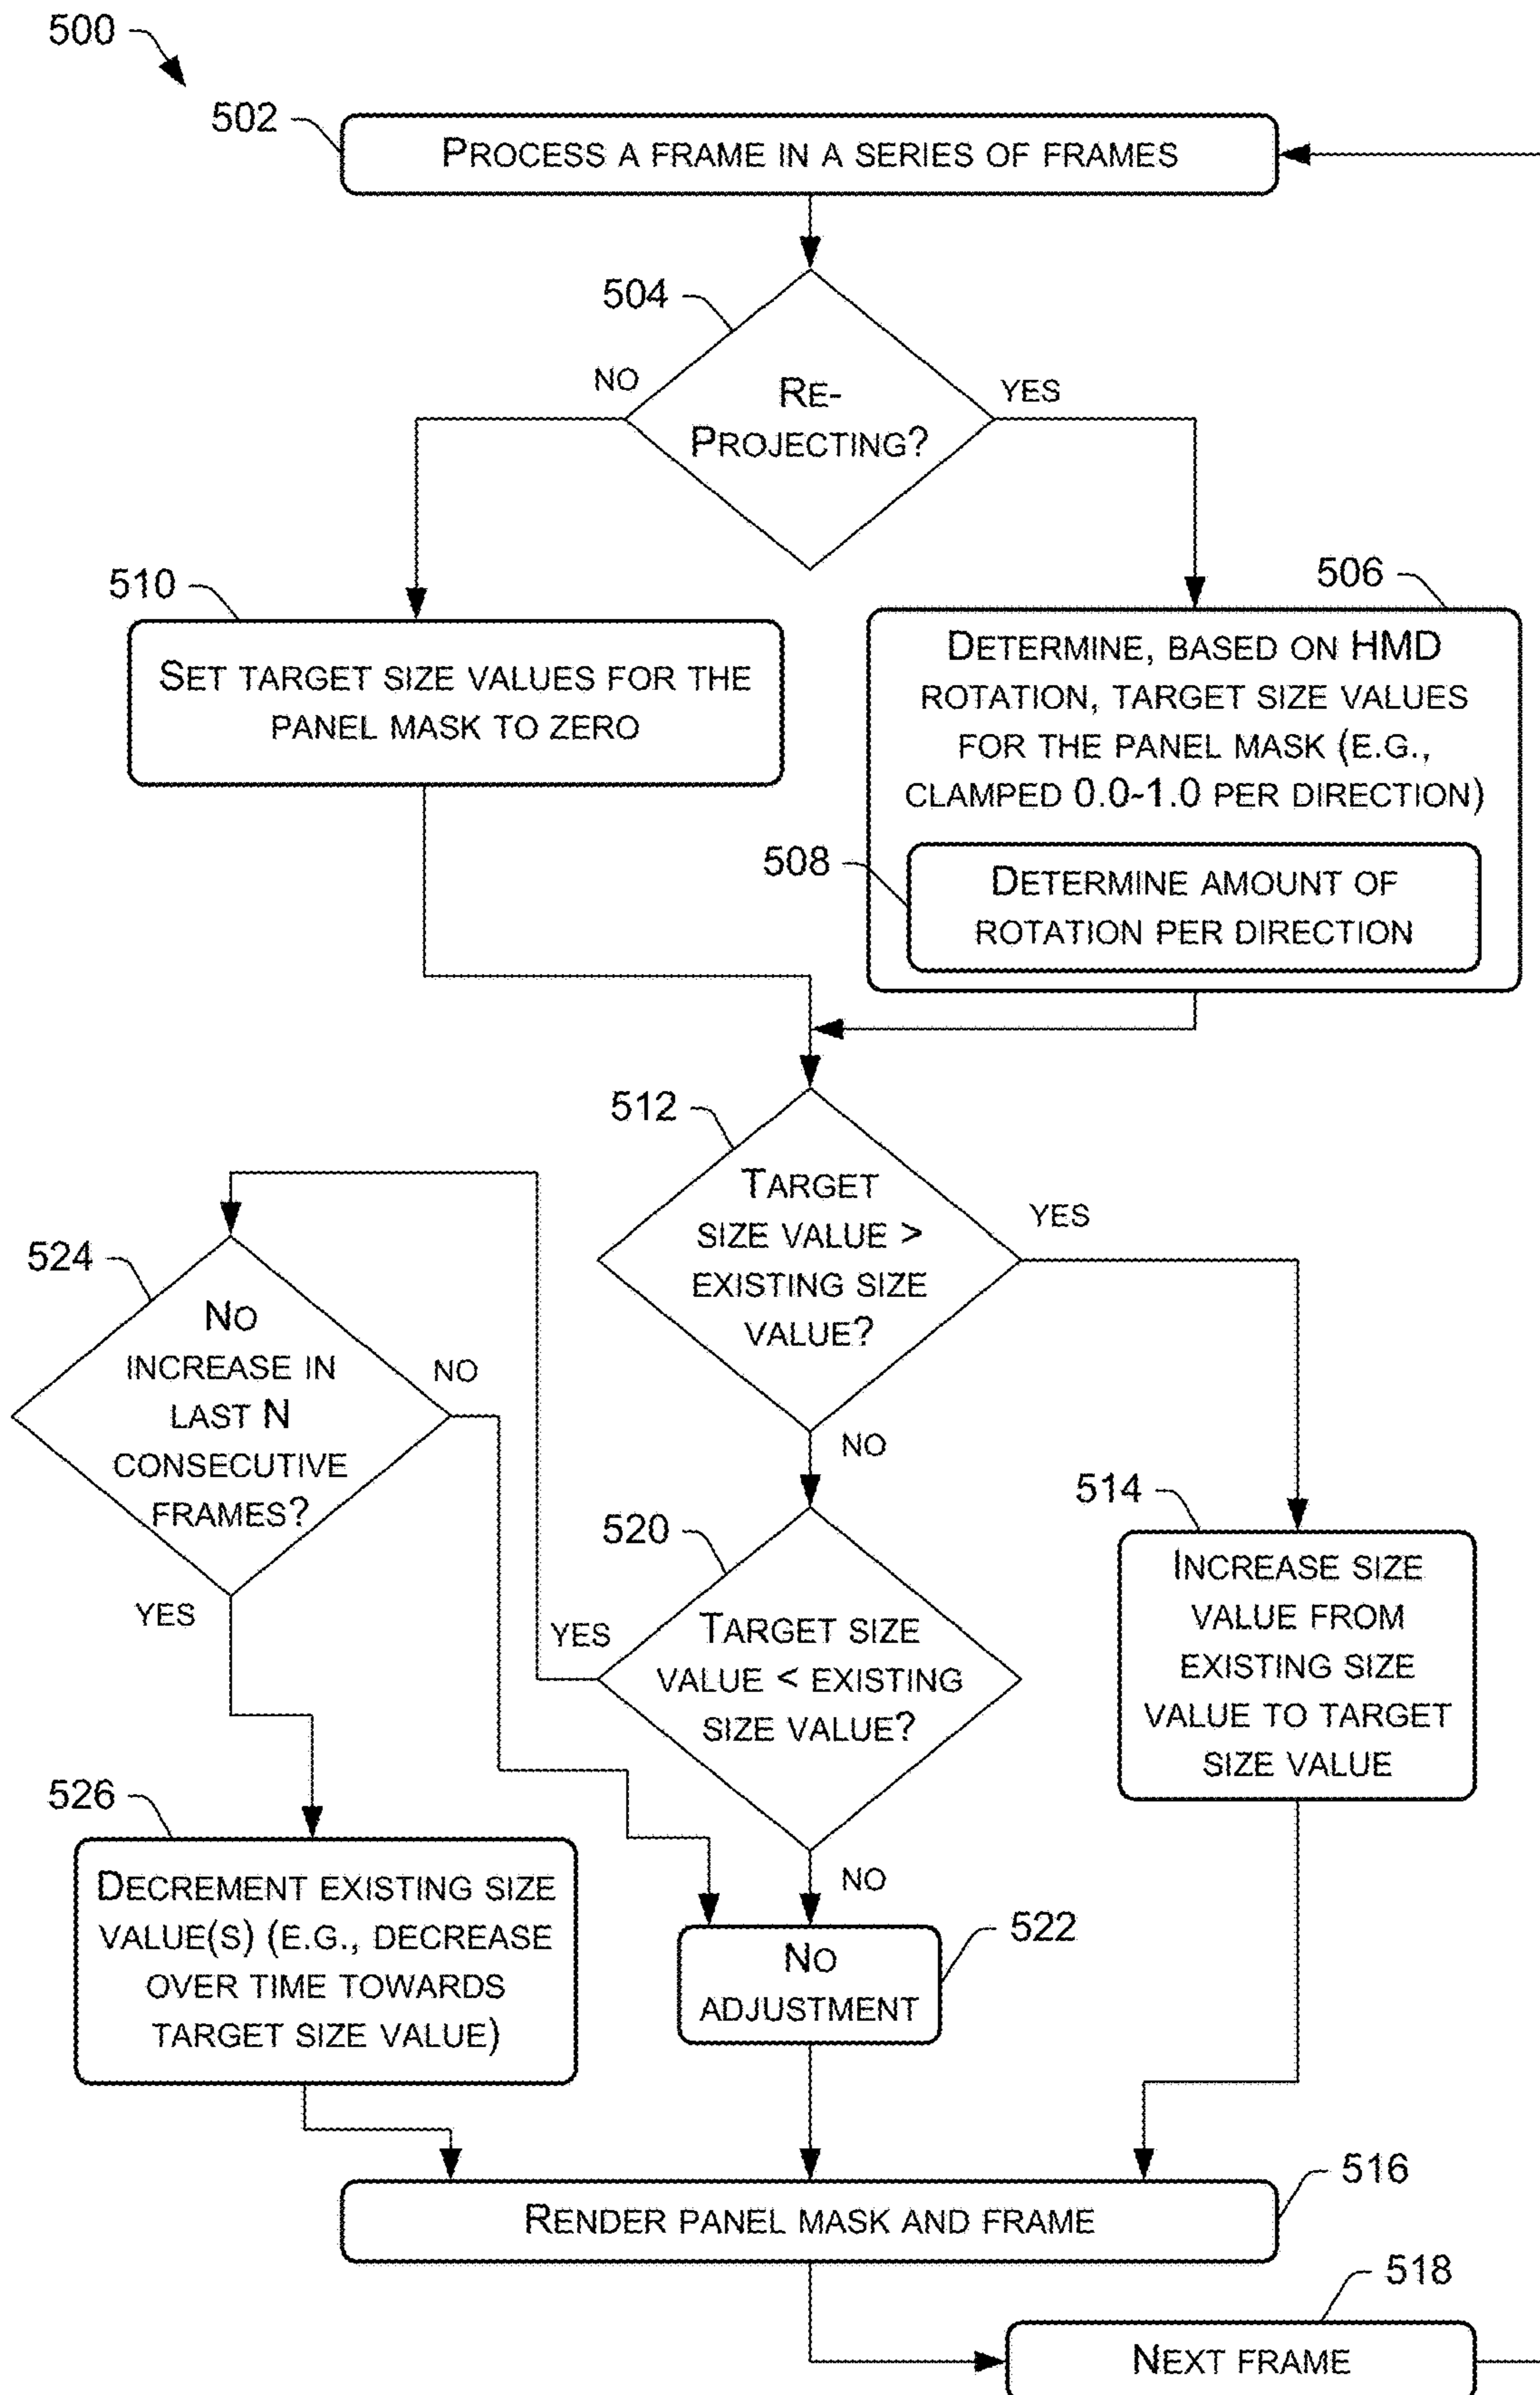 500
502
PROCESS A FRAME IN A SERIES OF FRAMES
504
NO
YES
RE-
PROJECTING?
510
SET TARGET SIZE VALUES FOR THE
PANEL MASK TO ZERO
506
DETERMINE, BASED ON HMD
ROTATION, TARGET SIZE VALUES
FOR THE PANEL MASK (E.G.,
CLAMPED 0.0-1.0 PER DIRECTION)
508
DETERMINE AMOUNT OF
ROTATION PER DIRECTION
512
TARGET
SIZE VALUE >
EXISTING SIZE
VALUE?
YES
NO
524
NO
INCREASE IN
LAST N
CONSECUTIVE
FRAMES?
NO
YES
520
TARGET SIZE
VALUE < EXISTING
SIZE VALUE?
YES
NO
514
INCREASE SIZE
VALUE FROM
EXISTING SIZE
VALUE TO TARGET
SIZE VALUE
526
DECREMENT EXISTING SIZE
VALUE(S) (E.G., DECREASE
OVER TIME TOWARDS
TARGET SIZE VALUE)
522
NO
ADJUSTMENT
516
RENDER PANEL MASK AND FRAME
518
NEXT FRAME